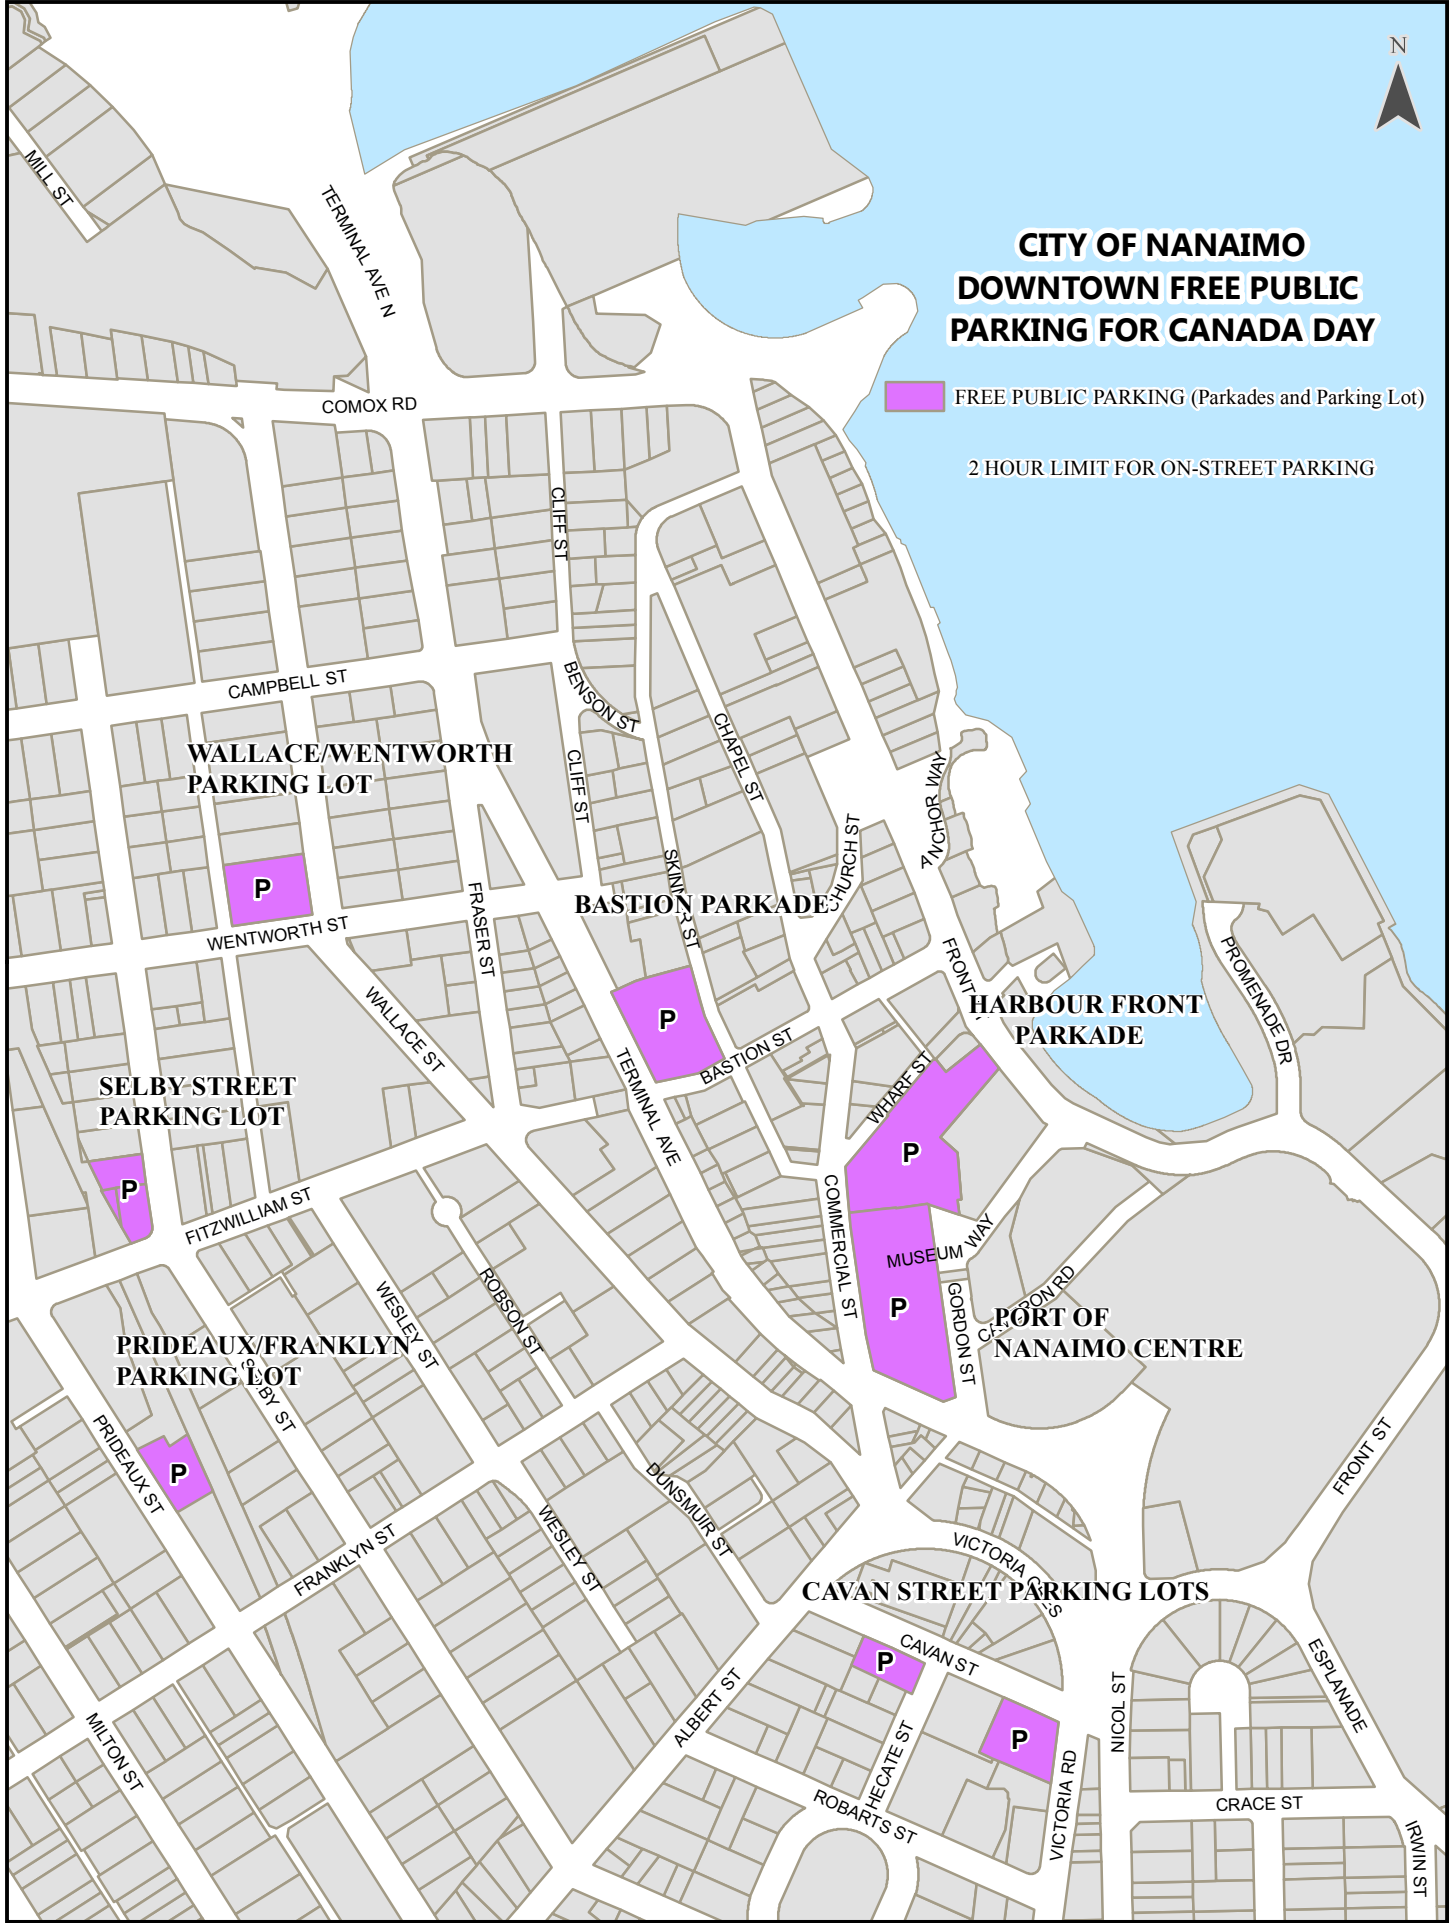 N
MILL ST
TERMINAL AVE N
CITY OF NANAIMO
DOWNTOWN FREE PUBLIC
PARKING FOR CANADA DAY
FREE PUBLIC PARKING (Parkades and Parking Lot)
COMOX RD
2 HOUR LIMIT FOR ON-STREET PARKING
CLIFF ST
CAMPBELL ST
BENSON ST
CHAPEL ST
WALLACE/WENTWORTH
PARKING LOT
CLIFF ST
ANCHOR WAY
CHURCH ST
SKINNER ST
P
BASTION PARKADE
FRASER ST
WENTWORTH ST
FRONT
PROMENADE DR
HARBOUR FRONT
PARKADE
WALLACE ST
P
BASTION ST
TERMINAL AVE
WHARF ST
SELBY STREET
PARKING LOT
P
P
COMMERCIAL ST
FITZWILLIAM ST
MUSEUM WAY
P
GORDON ST
CAMERON RD
PORT OF
NANAIMO CENTRE
WESLEY ST
ROBSON ST
PRIDEAUX/FRANKLYN
PARKING LOT
SELBY ST
PRIDEAUX ST
P
FRONT ST
DUNSMUIR ST
WESLEY ST
FRANKLYN ST
VICTORIA CRES
CAVAN STREET PARKING LOTS
P
CAVAN ST
ALBERT ST
NICOL ST
ESPLANADE
MILTON ST
P
HECATE ST
VICTORIA RD
ROBARTS ST
CRACE ST
IRWIN ST